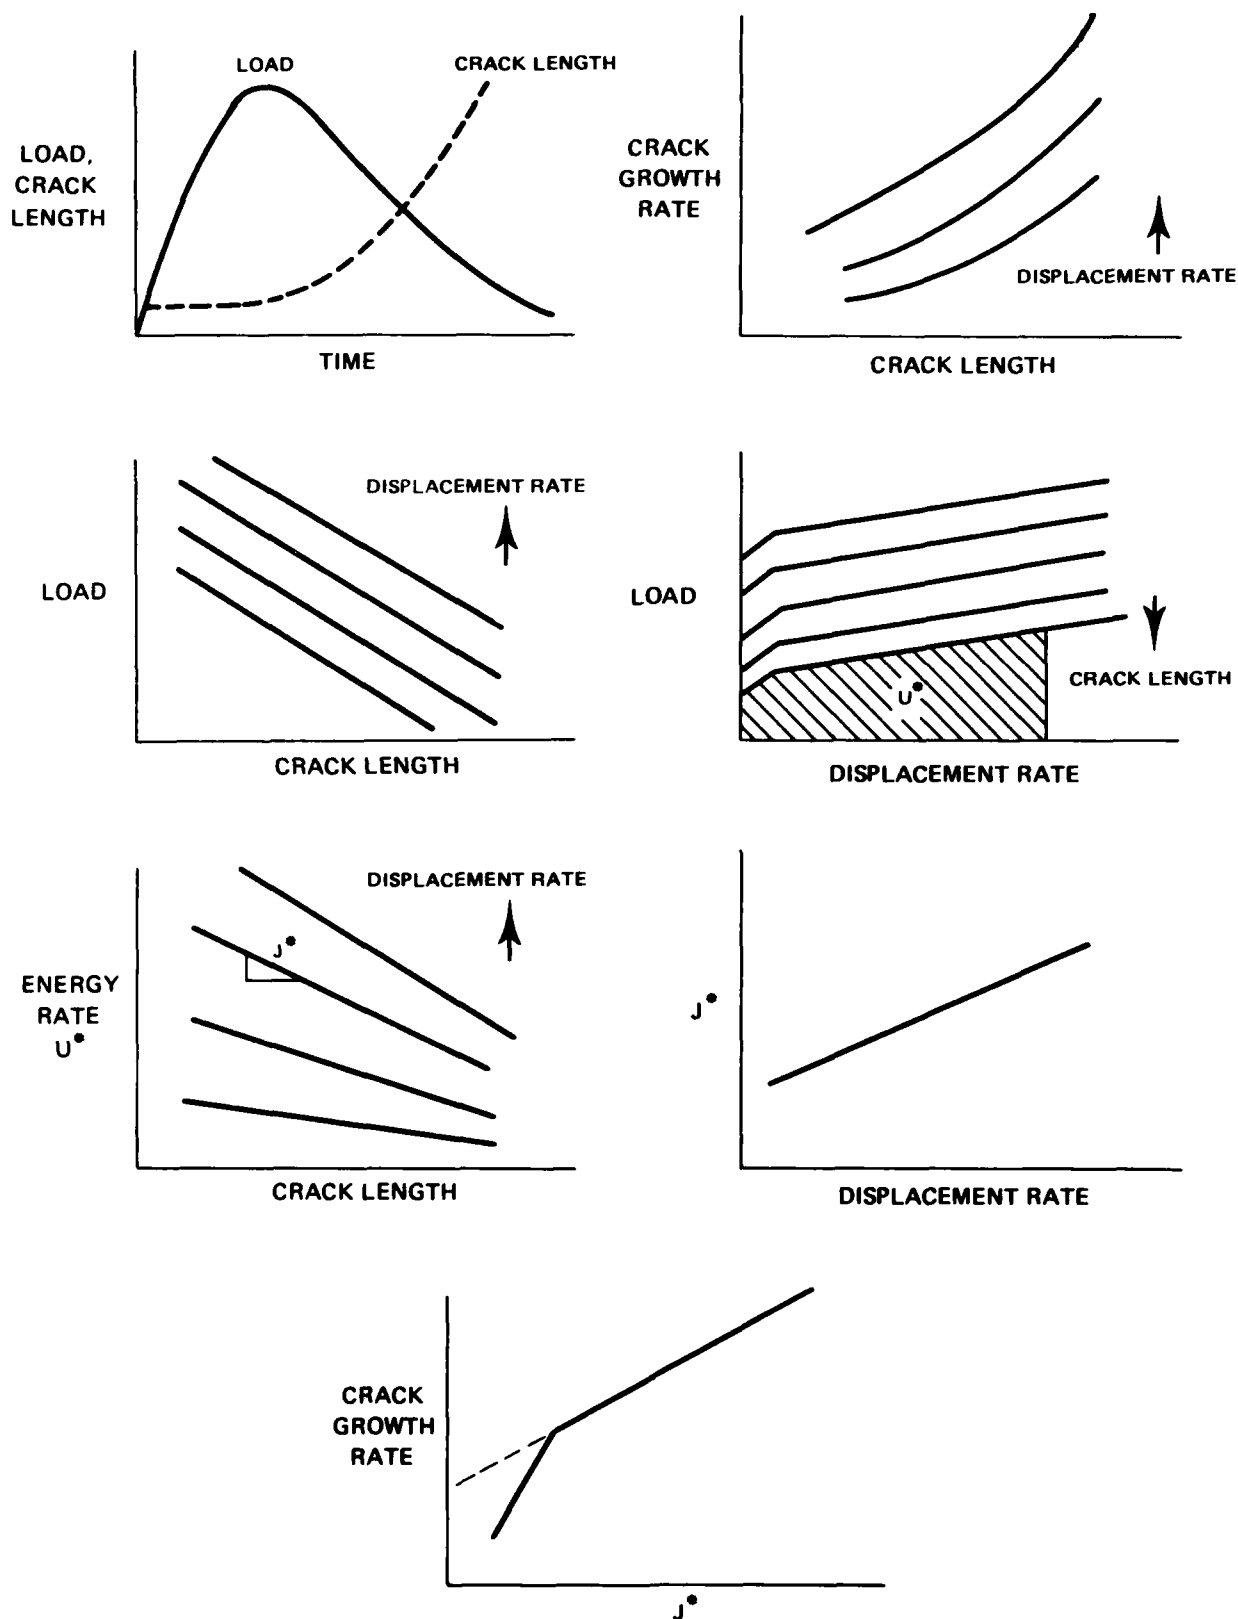 LOAD
CRACK LENGTH
LOAD,
CRACK
LENGTH
TIME
CRACK
GROWTH
RATE
DISPLACEMENT RATE
CRACK LENGTH
DISPLACEMENT RATE
LOAD
CRACK LENGTH
LOAD
U*
CRACK LENGTH
DISPLACEMENT RATE
DISPLACEMENT RATE
J*
ENERGY
RATE
U*
CRACK LENGTH
J*
DISPLACEMENT RATE
CRACK
GROWTH
RATE
J*